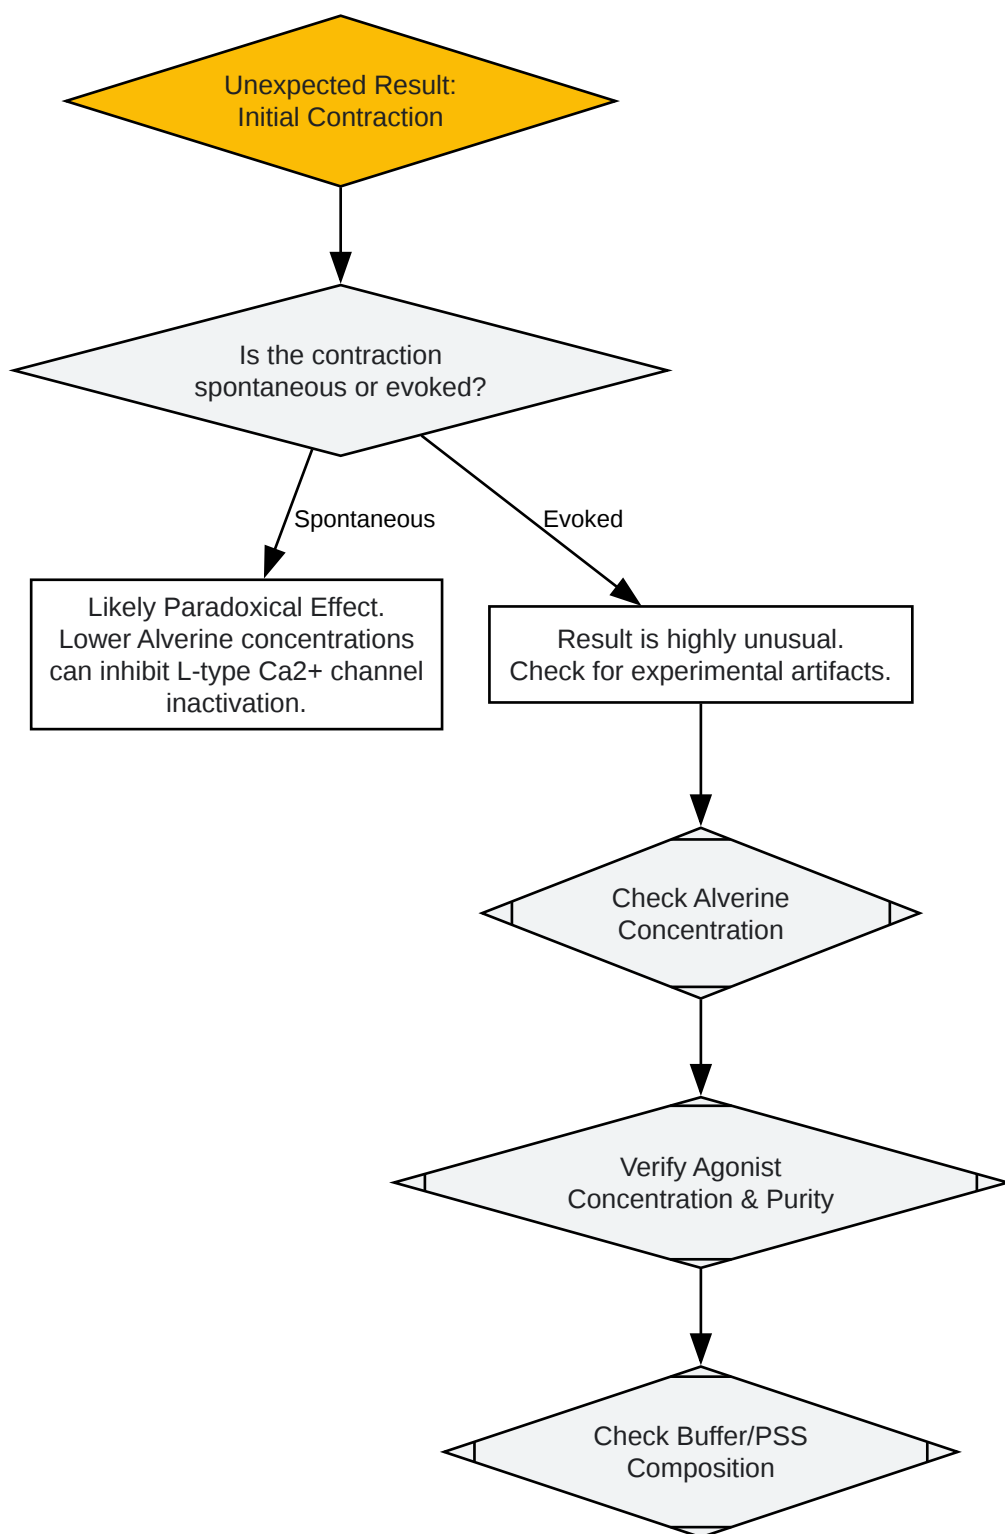 Unexpected Result:
Initial Contraction
Is the contraction
spontaneous or evoked?
Spontaneous
Evoked
Likely Paradoxical Effect.
Lower Alverine concentrations
can inhibit L-type Ca2+ channel
inactivation.
Result is highly unusual.
Check for experimental artifacts.
Check Alverine
Concentration
Verify Agonist
Concentration & Purity
Check Buffer/PSS
Composition